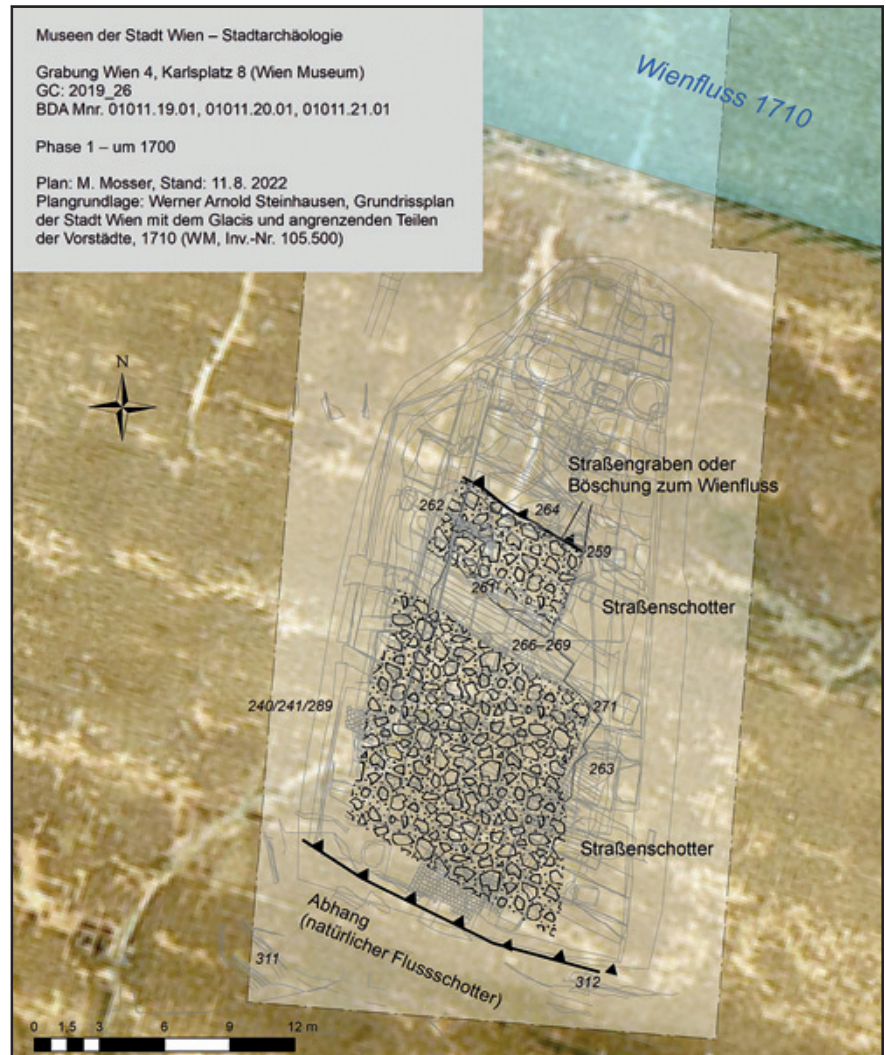 Museen der Stadt Wien – Stadtarchäologie
Grabung Wien 4, Karlsplatz 8 (Wien Museum)
GC: 2019_26
BDA Mnr. 01011.19.01, 01011.20.01, 01011.21.01
Phase 1 – um 1700
Plan: M. Mosser, Stand: 11.8. 2022
Plangrundlage: Werner Arnold Steinhausen, Grundrissplan
der Stadt Wien mit dem Glacis und angrenzenden Teilen
der Vorstädte, 1710 (WM, Inv.-Nr. 105.500)
Wienfluss 1710
N
Straßengraben oder
Böschung zum Wienfluss
262
264
259
261
Straßenschotter
266–269
240/241/289
271
263
Straßenschotter
Abhang
(natürlicher Flussschotter)
311
312
0 1,5 3 6 9 12 m